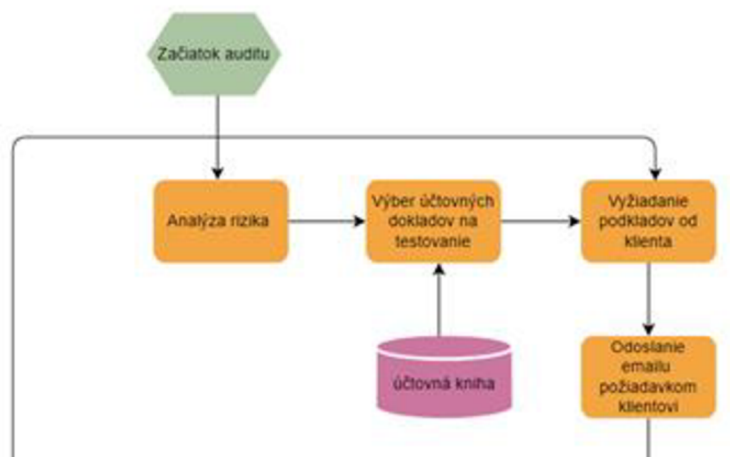 Začiatok auditu
Analýza rizika
Výber účtovných
dokladov na
testovanie
Vyžiadanie
podkladov od
klienta
účtovná kniha
Odoslanie
emailu
požiadavkom
klientovi